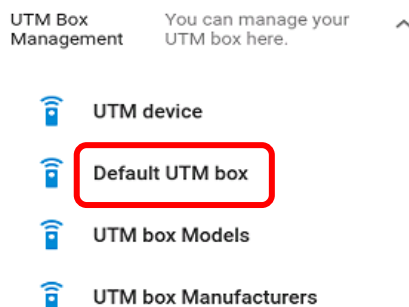 UTM Box
Management
You can manage your
UTM box here.
UTM device
Default UTM box
UTM box Models
UTM box Manufacturers